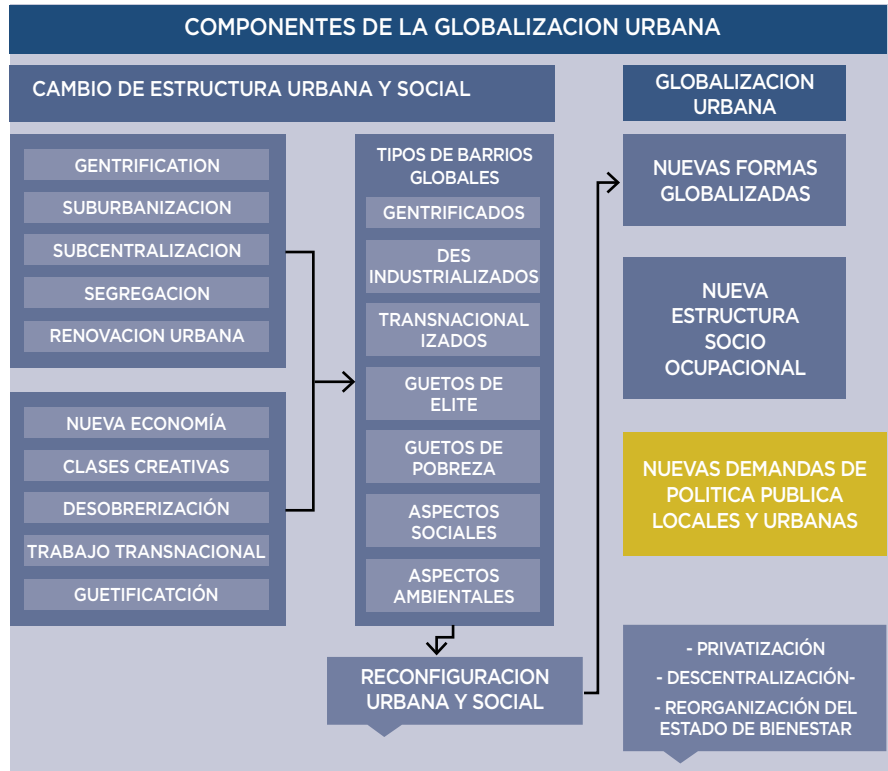 COMPONENTES DE LA GLOBALIZACION URBANA
CAMBIO DE ESTRUCTURA URBANA Y SOCIAL
GENTRIFICATION
SUBURBANIZACION
SUBCENTRALIZACION
SEGREGACION
RENOVACION URBANA
NUEVA ECONOMÍA
CLASES CREATIVAS
DESOBRERIZACIÓN
TRABAJO TRANSNACIONAL
GUETIFICATCIÓN
TIPOS DE BARRIOS
GLOBALES
GENTRIFICADOS
DES
INDUSTRIALIZADOS
TRANSNACIONAL
IZADOS
GUETOS DE
ELITE
GUETOS DE
POBREZA
ASPECTOS
SOCIALES
ASPECTOS
AMBIENTALES
RECONFIGURACION
URBANA Y SOCIAL
GLOBALIZACION
URBANA
NUEVAS FORMAS
GLOBALIZADAS
NUEVA
ESTRUCTURA
SOCIO
OCUPACIONAL
NUEVAS DEMANDAS DE
POLITICA PUBLICA
LOCALES Y URBANAS
- PRIVATIZACIÓN
- DESCENTRALIZACIÓN-
- REORGANIZACIÓN DEL
ESTADO DE BIENESTAR